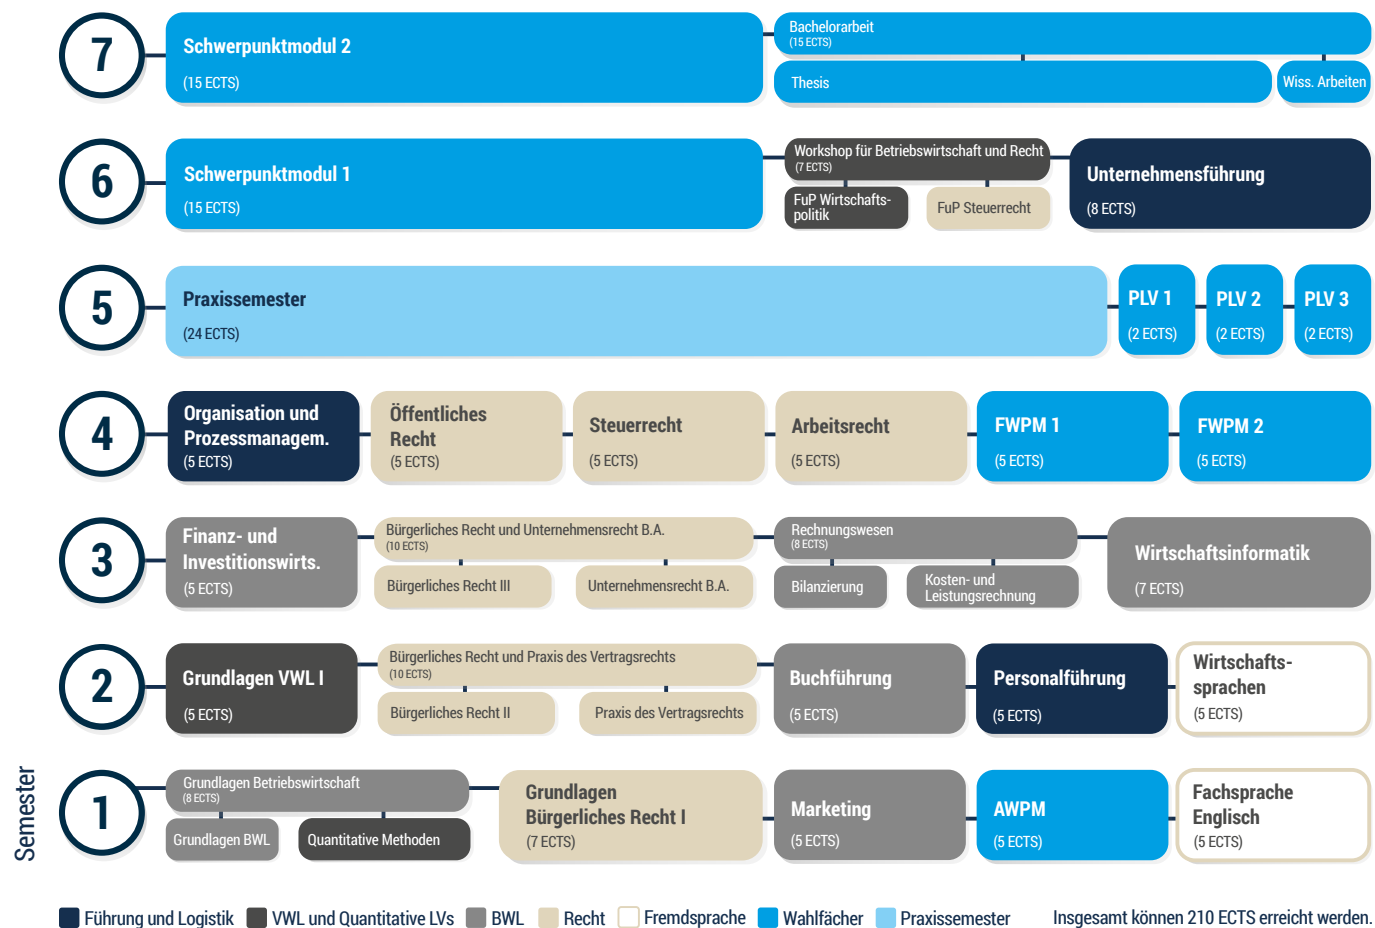 7
Schwerpunktmodul 2
(15 ECTS)
Bachelorarbeit
(15 ECTS)
Thesis
Wiss. Arbeiten
6
Schwerpunktmodul 1
(15 ECTS)
Workshop für Betriebswirtschaft und Recht
(7 ECTS)
FuP Wirtschafts-
politik
FuP Steuerrecht
Unternehmensführung
(8 ECTS)
5
Praxissemester
(24 ECTS)
PLV 1
(2 ECTS)
PLV 2
(2 ECTS)
PLV 3
(2 ECTS)
4
Organisation und
Prozessmanagem.
(5 ECTS)
Öffentliches
Recht
(5 ECTS)
Steuerrecht
(5 ECTS)
Arbeitsrecht
(5 ECTS)
FWPM 1
(5 ECTS)
FWPM 2
(5 ECTS)
3
Finanz- und
Investitionswirts.
(5 ECTS)
Bürgerliches Recht und Unternehmensrecht B.A.
(10 ECTS)
Bürgerliches Recht III
Unternehmensrecht B.A.
Rechnungswesen
(8 ECTS)
Bilanzierung
Kosten- und
Leistungsrechnung
Wirtschaftsinformatik
(7 ECTS)
2
Grundlagen VWL I
(5 ECTS)
Bürgerliches Recht und Praxis des Vertragsrechts
(10 ECTS)
Bürgerliches Recht II
Praxis des Vertragsrechts
Buchführung
(5 ECTS)
Personalführung
(5 ECTS)
Wirtschafts-
sprachen
(5 ECTS)
Semester
1
Grundlagen Betriebswirtschaft
(8 ECTS)
Grundlagen BWL
Quantitative Methoden
Grundlagen
Bürgerliches Recht I
(7 ECTS)
Marketing
(5 ECTS)
AWPM
(5 ECTS)
Fachsprache
Englisch
(5 ECTS)
Führung und Logistik
VWL und Quantitative LVs
BWL
Recht
Fremdsprache
Wahlfächer
Praxissemester
Insgesamt können 210 ECTS erreicht werden.